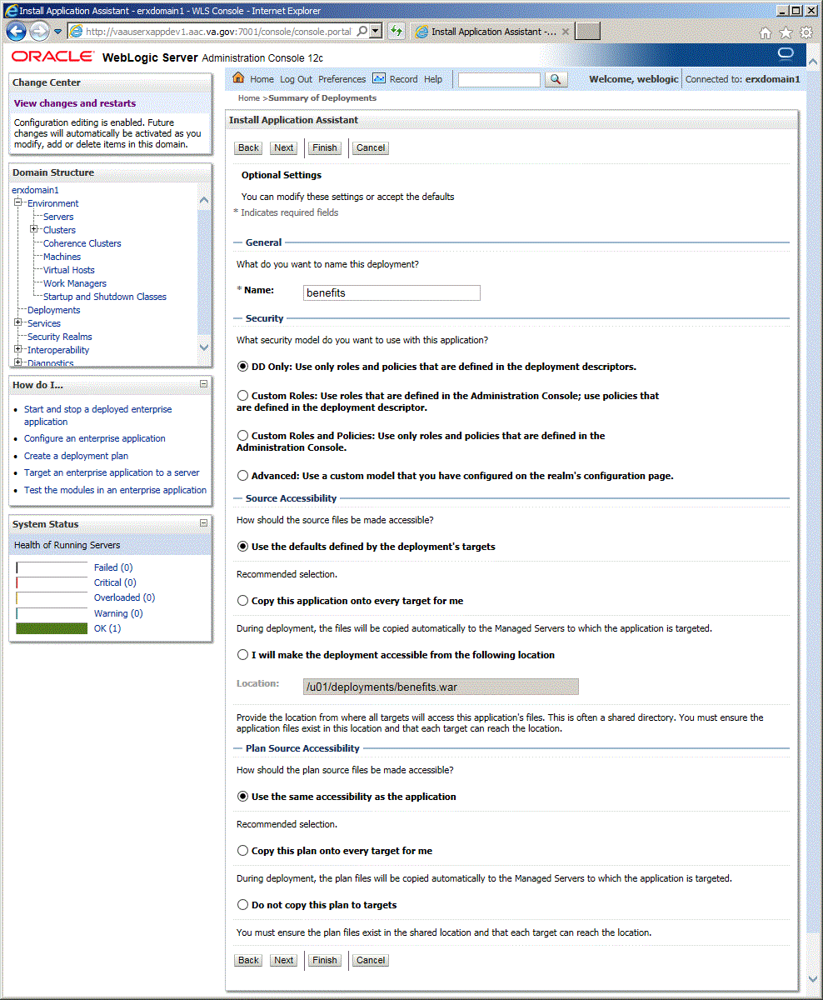 Install Application Assistant - erxdomain1 - WLS Console - Internet Explorer
http://vaauserxappdev1.aac.va.gov:7001/console/console.portal
Install Application Assistant -...
ORACLE WebLogic Server Administration Console 12c
Change Center
View changes and restarts
Configuration editing is enabled. Future
changes will automatically be activated as you
modify, add or delete items in this domain.
Domain Structure
erxdomain1
Environment
Servers
Clusters
Coherence Clusters
Machines
Virtual Hosts
Work Managers
Startup and Shutdown Classes
Deployments
Services
Security Realms
Interoperability
Diagnostics
How do I...
Start and stop a deployed enterprise
application
Configure an enterprise application
Create a deployment plan
Target an enterprise application to a server
Test the modules in an enterprise application
System Status
Health of Running Servers
Failed (0)
Critical (0)
Overloaded (0)
Warning (0)
OK (1)
Home Log Out Preferences Record Help
Welcome, weblogic Connected to: erxdomain1
Home >Summary of Deployments
Install Application Assistant
Back Next Finish Cancel
Optional Settings
You can modify these settings or accept the defaults
* Indicates required fields
General
What do you want to name this deployment?
* Name: benefits
Security
What security model do you want to use with this application?
DD Only: Use only roles and policies that are defined in the deployment descriptors.
Custom Roles: Use roles that are defined in the Administration Console; use policies that
are defined in the deployment descriptor.
Custom Roles and Policies: Use only roles and policies that are defined in the
Administration Console.
Advanced: Use a custom model that you have configured on the realm's configuration page.
Source Accessibility
How should the source files be made accessible?
Use the defaults defined by the deployment's targets
Recommended selection.
Copy this application onto every target for me
During deployment, the files will be copied automatically to the Managed Servers to which the application is targeted.
I will make the deployment accessible from the following location
Location: /u01/deployments/benefits.war
Provide the location from where all targets will access this application's files. This is often a shared directory. You must ensure the
application files exist in this location and that each target can reach the location.
Plan Source Accessibility
How should the plan source files be made accessible?
Use the same accessibility as the application
Recommended selection.
Copy this plan onto every target for me
During deployment, the plan files will be copied automatically to the Managed Servers to which the application is targeted.
Do not copy this plan to targets
You must ensure the plan files exist in the shared location and that each target can reach the location.
Back Next Finish Cancel